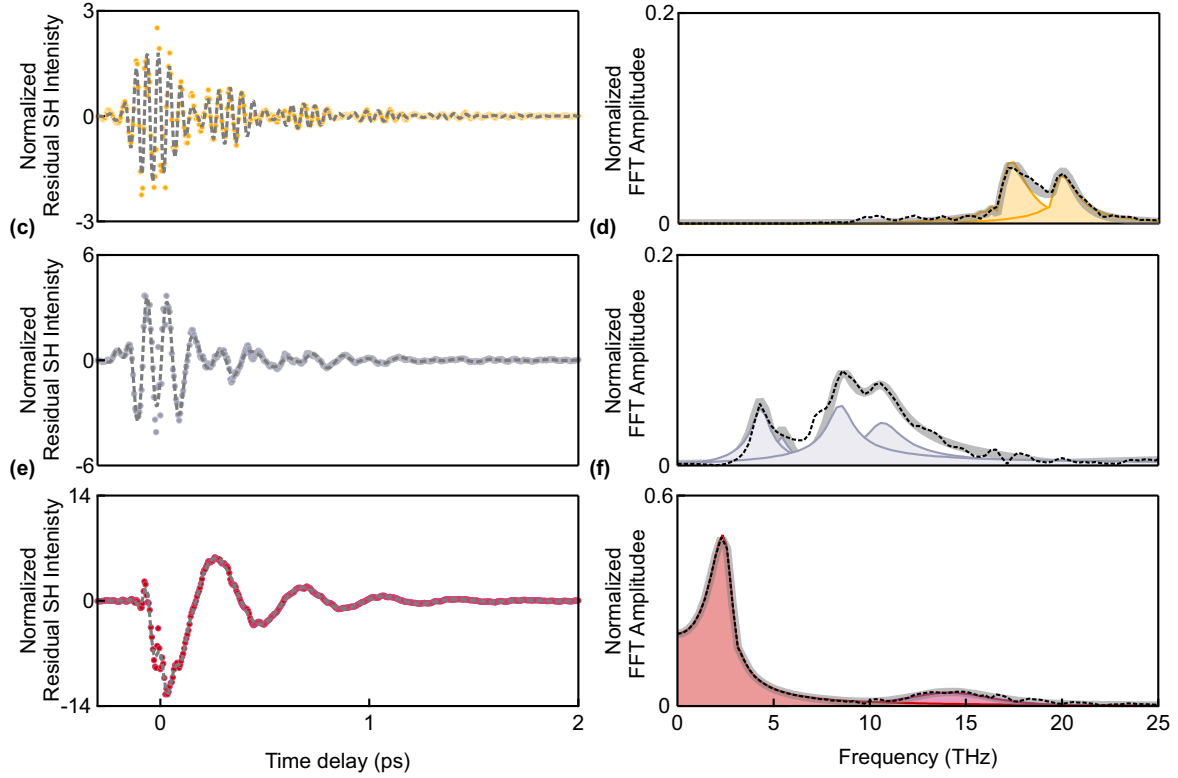 3
0
-3
Normalized
Residual SH Intenisty
(c)
0.2
0
Normalized
FFT Amplitudee
(d)
6
0
-6
Normalized
Residual SH Intenisty
(e)
0.2
0
Normalized
FFT Amplitudee
(f)
14
0
-14
Normalized
Residual SH Intenisty
0 1 2
Time delay (ps)
0.6
0
Normalized
FFT Amplitudee
0 5 10 15 20 25
Frequency (THz)